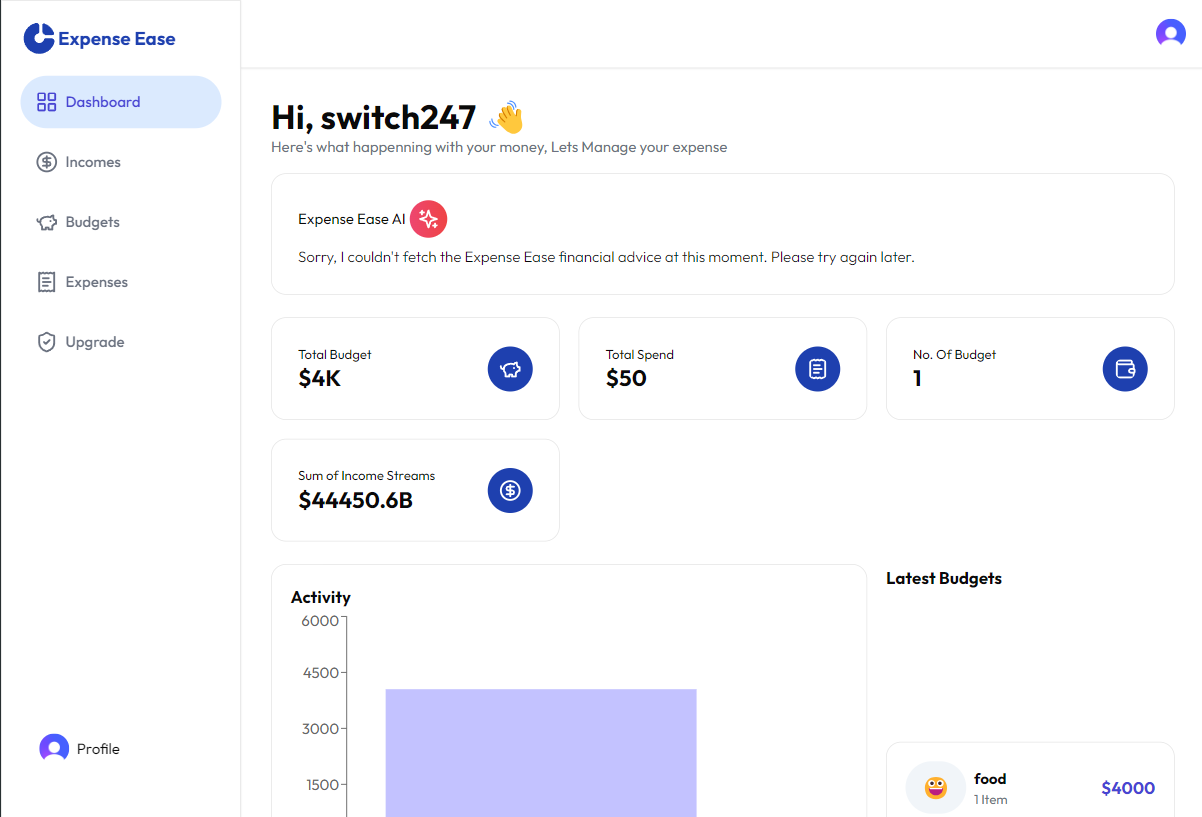 Expense Ease
Dashboard
Incomes
Budgets
Expenses
Upgrade
Profile
Hi, switch247 👋
Here's what happenning with your money, Lets Manage your expense
Expense Ease AI
Sorry, I couldn't fetch the Expense Ease financial advice at this moment. Please try again later.
Total Budget
$4K
Total Spend
$50
No. Of Budget
1
Sum of Income Streams
$44450.6B
Activity
6000
4500
3000
1500
Latest Budgets
food
1 Item
$4000